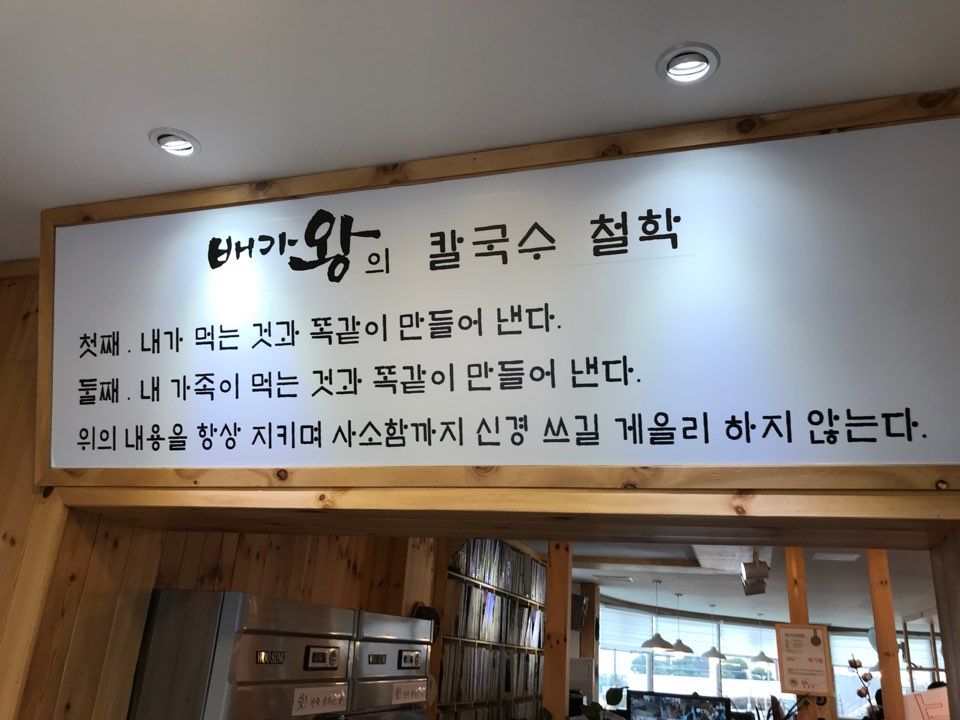 배가왕의 칼국수 철학
첫째. 내가 먹는 것과 똑같이 만들어 낸다.
둘째. 내 가족이 먹는 것과 똑같이 만들어 낸다.
위의 내용을 항상 지키며 사소함까지 신경 쓰길 게을리 하지 않는다.